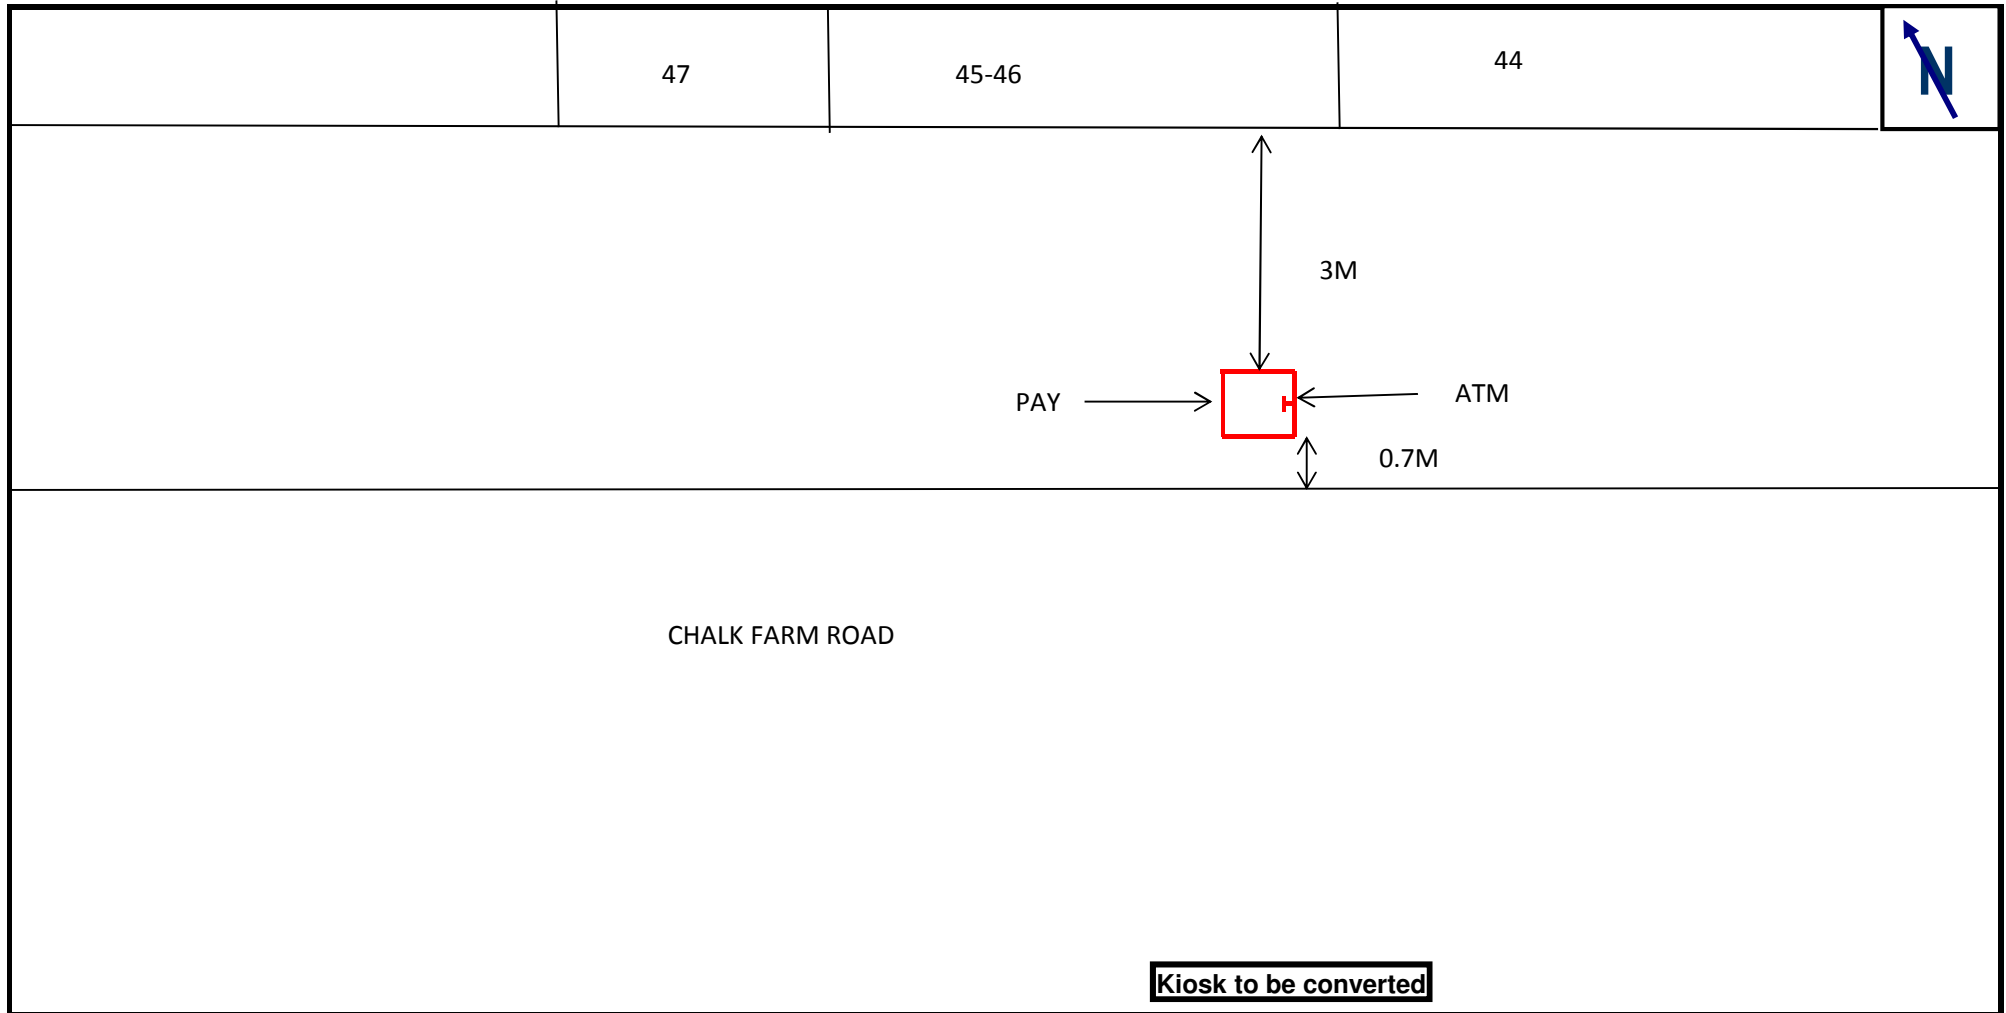 47
45-46
44
N
3M
PAY
ATM
0.7M
CHALK FARM ROAD
Kiosk to be converted